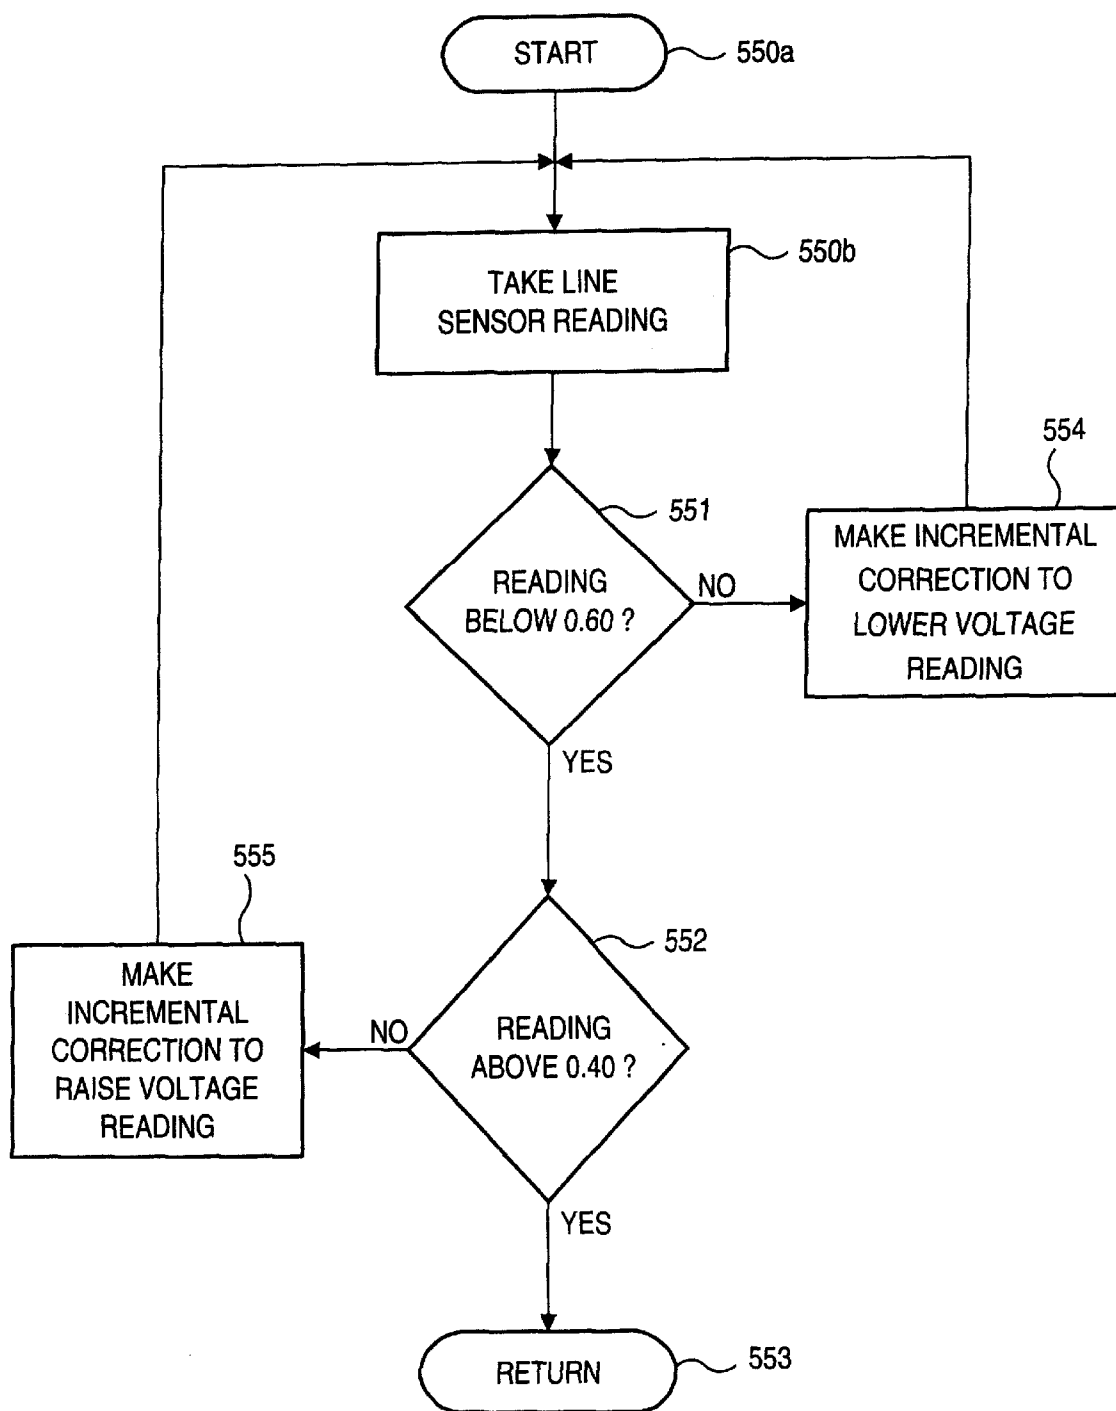 START
550a
550b
TAKE LINE
SENSOR READING
554
551
MAKE INCREMENTAL
CORRECTION TO
LOWER VOLTAGE
READING
READING
BELOW 0.60 ?
NO
YES
555
552
MAKE
INCREMENTAL
CORRECTION TO
RAISE VOLTAGE
READING
NO
READING
ABOVE 0.40 ?
YES
RETURN
553